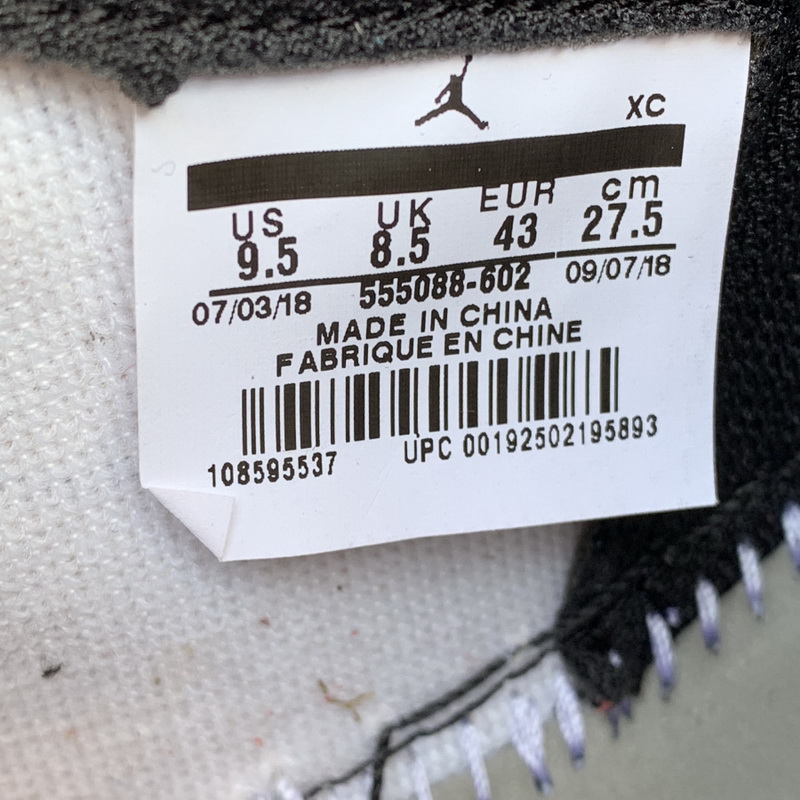 XC
US UK EUR cm
9.5 8.5 43 27.5
07/03/18 555088-602 09/07/18
MADE IN CHINA
FABRIQUE EN CHINE
108595537 UPC 00192502195893